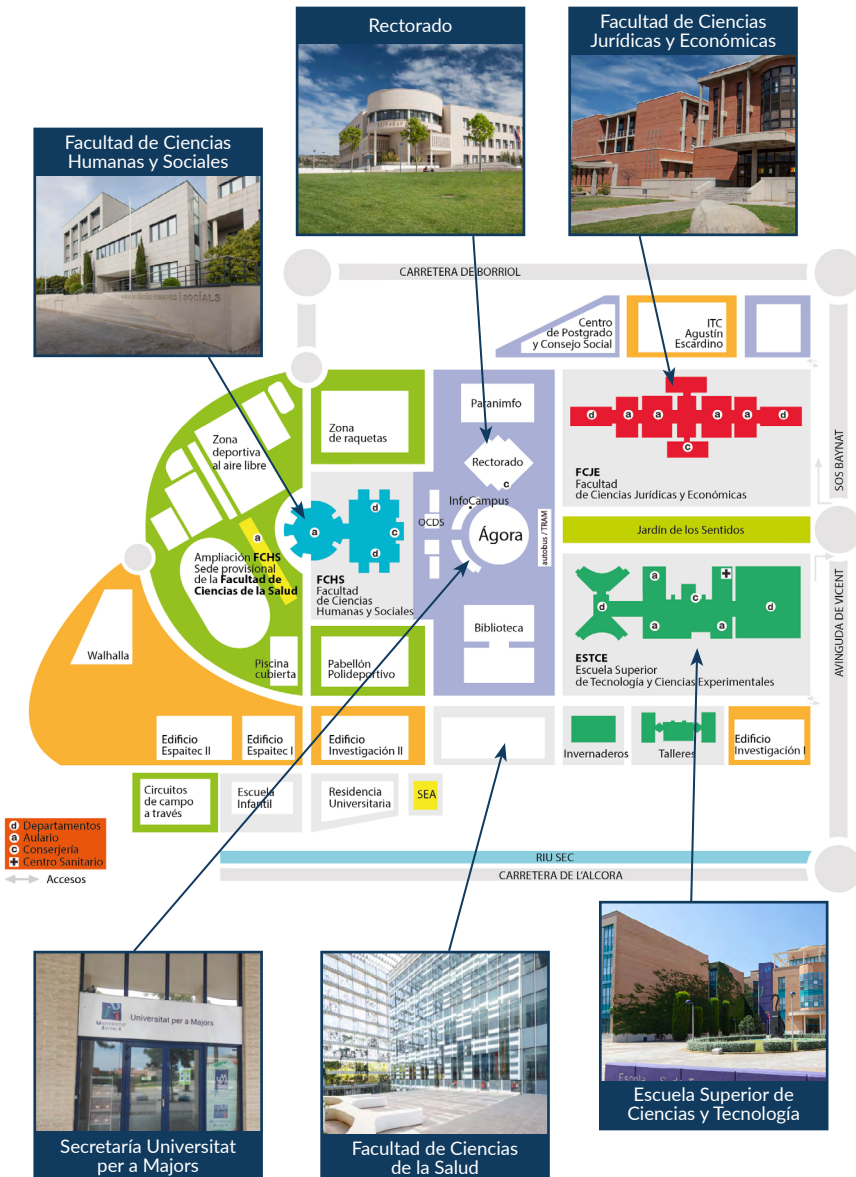 Rectorado
Facultad de Ciencias
Jurídicas y Económicas
Facultad de Ciencias
Humanas y Sociales
CARRETERA DE BORRIOL
Centro
de Postgrado
y Consejo Social
ITC
Agustín
Escardino
Zona
deportiva
al aire libre
Zona
de raquetas
Paranimfo
Rectorado
c
InfoCampus
OCDS
Ágora
autobus / TRAM
d
a
a
a
a
d
c
FCJE
Facultad
de Ciencias Jurídicas y Económicas
SOS BAYNAT
Jardín de los Sentidos
a
a
d
c
d
Ampliación FCHS
Sede provisional
de la Facultad de
Ciencias de la Salud
FCHS
Facultad
de Ciencias
Humanas y Sociales
a
c
d
d
a
a
ESTCE
Escuela Superior
de Tecnología y Ciencias Experimentales
AVINGUDA DE VICENT
Biblioteca
Walhalla
Piscina
cubierta
Pabellón
Polideportivo
Edificio
Espaitec II
Edificio
Espaitec I
Edificio
Investigación II
Invernaderos
Talleres
Edificio
Investigación I
Circuitos
de campo
a través
Escuela
Infantil
Residencia
Universitaria
SEA
d Departamentos
a Aulario
c Conserjería
Centro Sanitario
Accesos
RIU SEC
CARRETERA DE L'ALCORA
Universitat per a Majors
UNIVERSITAT
JAUME I
Secretaría Universitat
per a Majors
Facultad de Ciencias
de la Salud
Escuela Superior de
Ciencias y Tecnología